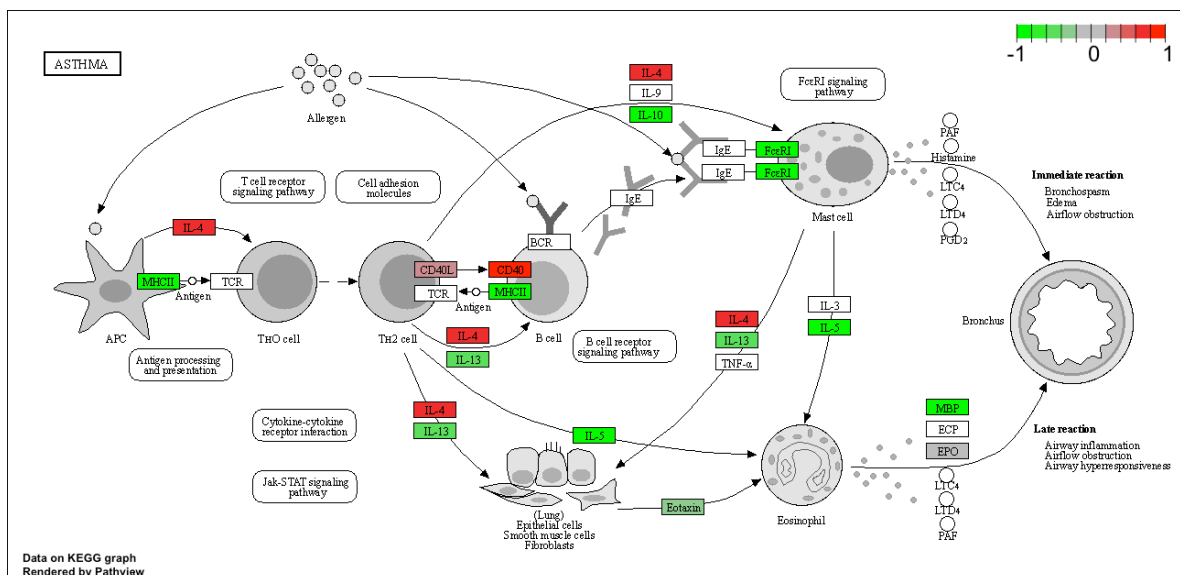 ASTHMA
Allergen
-1
0
1
IL-4
IL-9
IL-10
FcεRI signaling
pathway
PAF
Histamine
LTC4
LTD4
PGD2
IgE
FcεRI
IgE
FcεRI
Mast cell
Immediate reaction
Bronchospasm
Edema
Airflow obstruction
T cell receptor
signaling pathway
Cell adhesion
molecules
IgE
BCR
IL-4
MHCII
Antigen
TCR
APC
TH0 cell
CD40L
CD40
TCR
Antigen
MHCII
TH2 cell
B cell
IL-4
IL-13
B cell receptor
signaling pathway
IL-4
IL-13
TNF-α
IL-3
IL-5
Bronchus
Antigen processing
and presentation
Cytokine-cytokine
receptor interaction
Jak-STAT signaling
pathway
IL-4
IL-13
IL-5
(Lung)
Epithelial cells
Smooth muscle cells
Fibroblasts
Eotaxin
Eosinophil
MBP
ECP
EPO
LTC4
LTD4
PAF
Late reaction
Airway inflammation
Airflow obstruction
Airway hyperresponsiveness
Data on KEGG graph
Rendered by Pathview